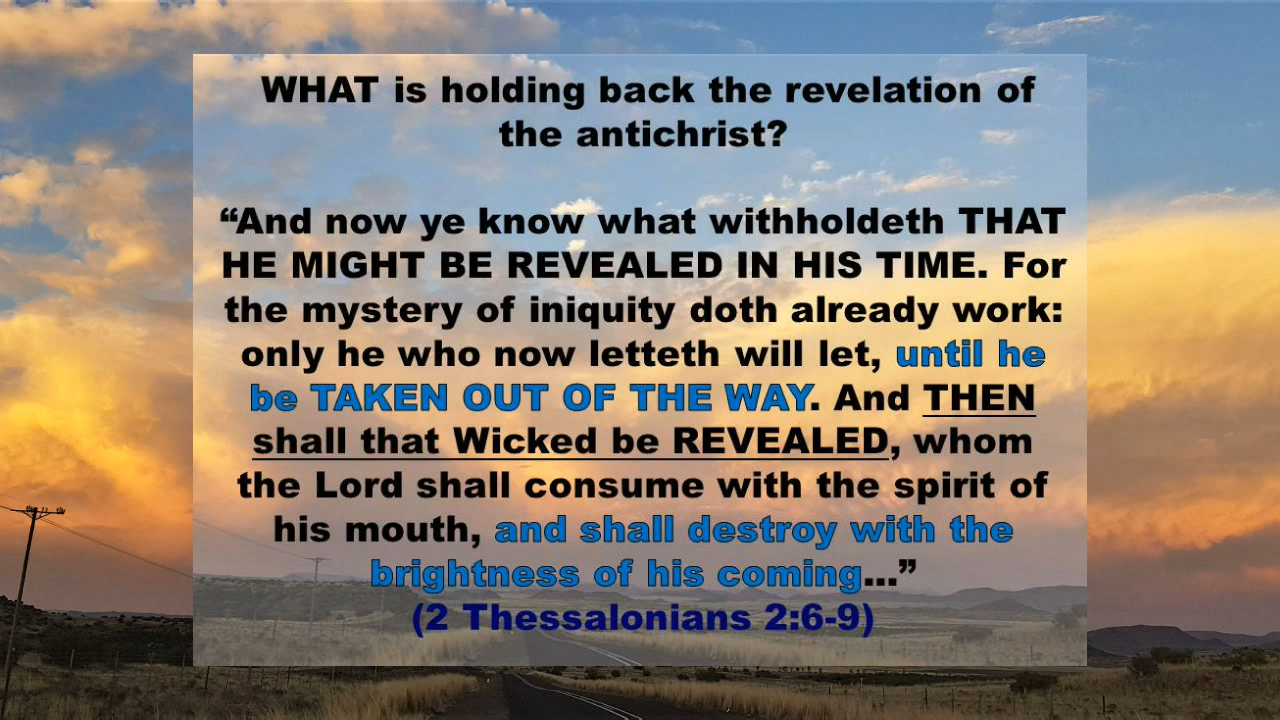 WHAT is holding back the revelation of
the antichrist?
“And now ye know what withholdeth THAT
HE MIGHT BE REVEALED IN HIS TIME. For
the mystery of iniquity doth already work:
only he who now letteth will let, until he
be TAKEN OUT OF THE WAY. And THEN
shall that Wicked be REVEALED, whom
the Lord shall consume with the spirit of
his mouth, and shall destroy with the
brightness of his coming…”
(2 Thessalonians 2:6-9)